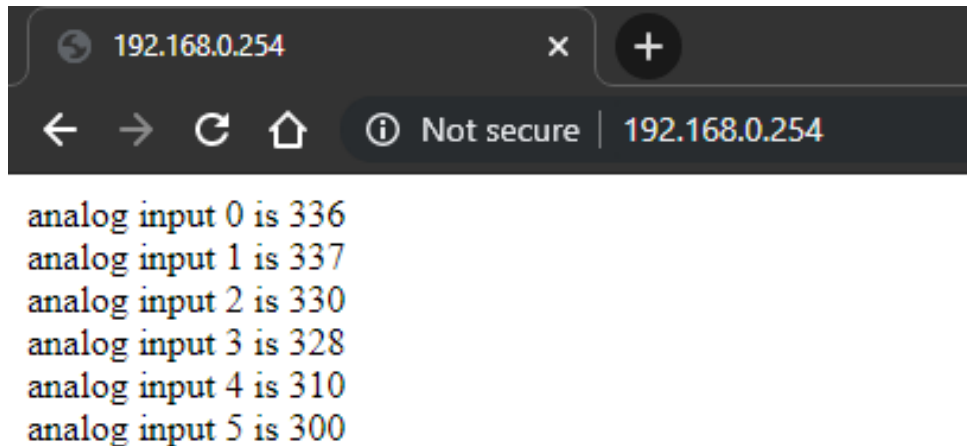 192.168.0.254
Not secure | 192.168.0.254
analog input 0 is 336
analog input 1 is 337
analog input 2 is 330
analog input 3 is 328
analog input 4 is 310
analog input 5 is 300